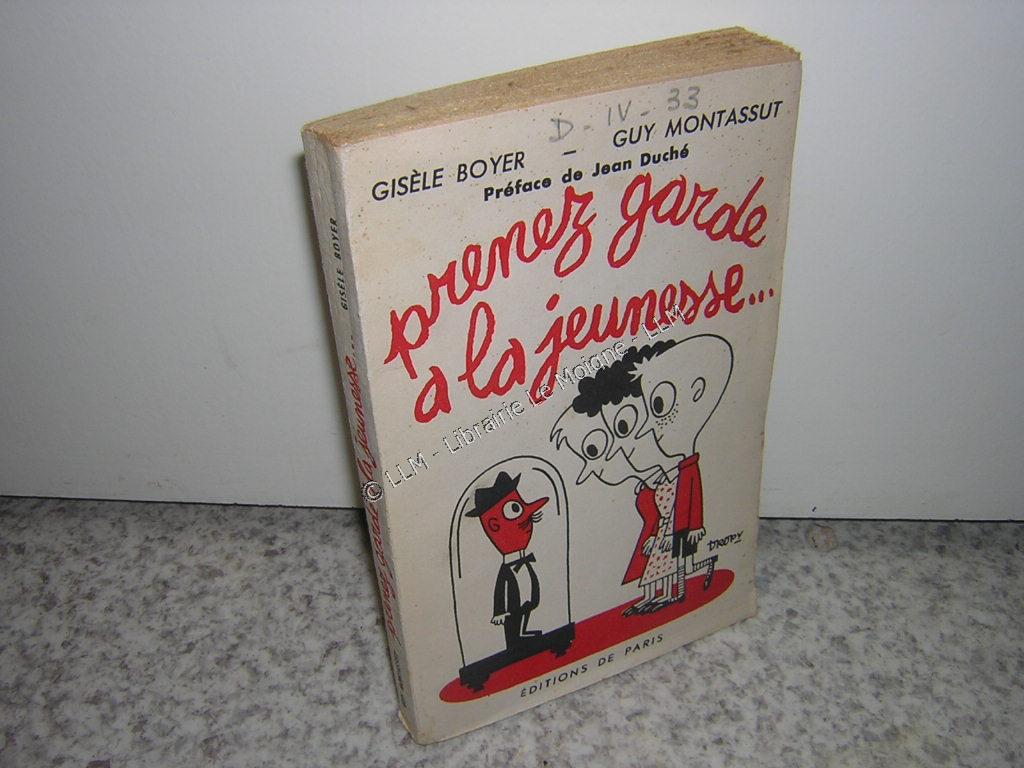 D - IV - 33
GISÈLE BOYER - GUY MONTASSUT
Préface de Jean Duché
prenez garde
a la jeunesse...
© LLM - Librairie Le Moigne - LLM
DROPY
ÉDITIONS DE PARIS
GISÈLE BOYER
prenez garde a la jeunesse...